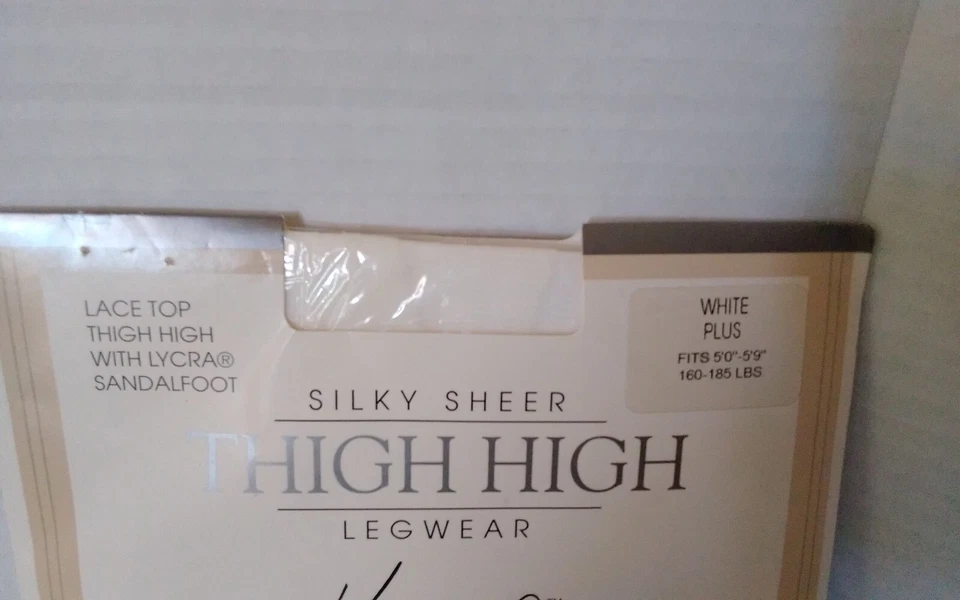 LACE TOP
THIGH HIGH
WITH LYCRA®
SANDALFOOT
WHITE
PLUS
FITS 5'0"-5'9"
160-185 LBS
SILKY SHEER
THIGH HIGH
LEGWEAR